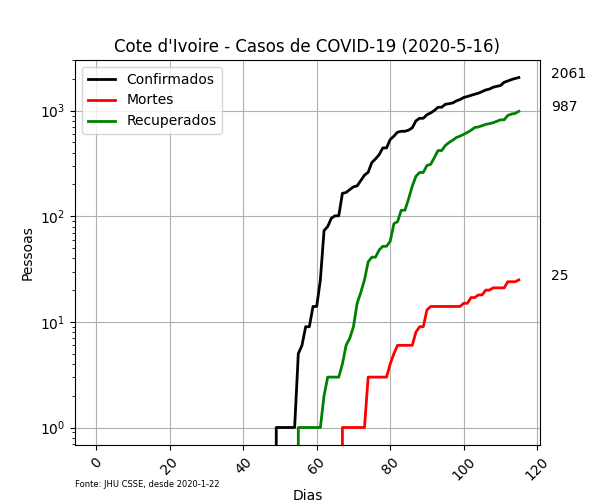 Cote d'Ivoire - Casos de COVID-19 (2020-5-16)
Confirmados
Mortes
Recuperados
2061
987
25
10³
10²
10¹
10⁰
Pessoas
0 20 40 60 80 100 120
Fonte: JHU CSSE, desde 2020-1-22
Dias